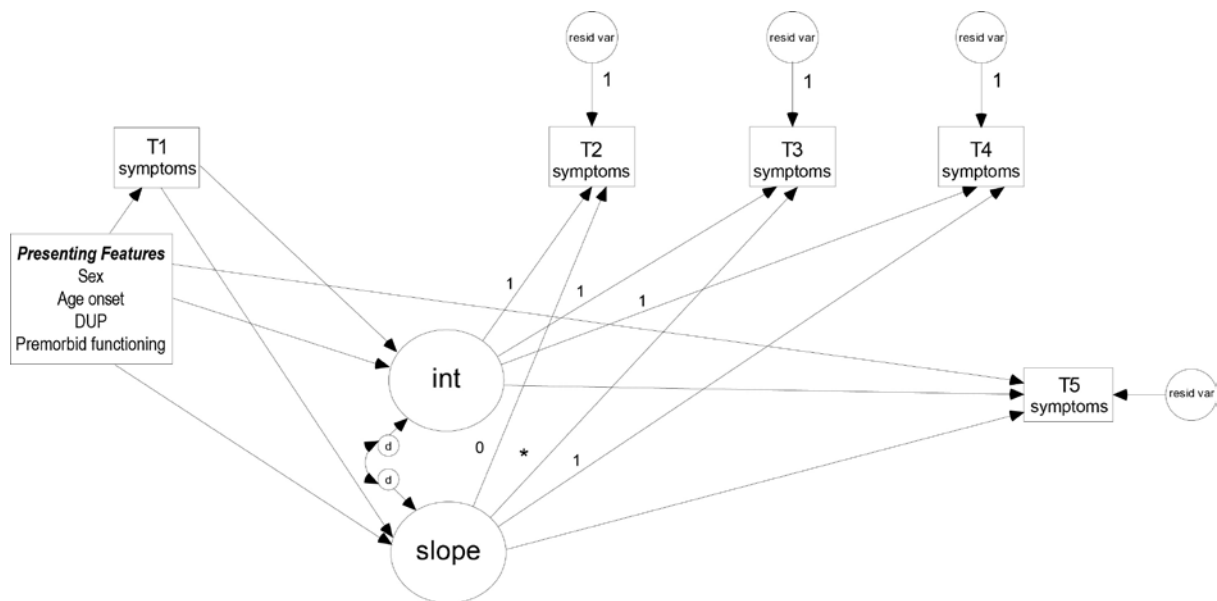 resid var
resid var
resid var
1
1
1
T1
symptoms
T2
symptoms
T3
symptoms
T4
symptoms
Presenting Features
Sex
Age onset
DUP
Premorbid functioning
1
1
1
int
T5
symptoms
resid var
d
d
0
*
1
slope